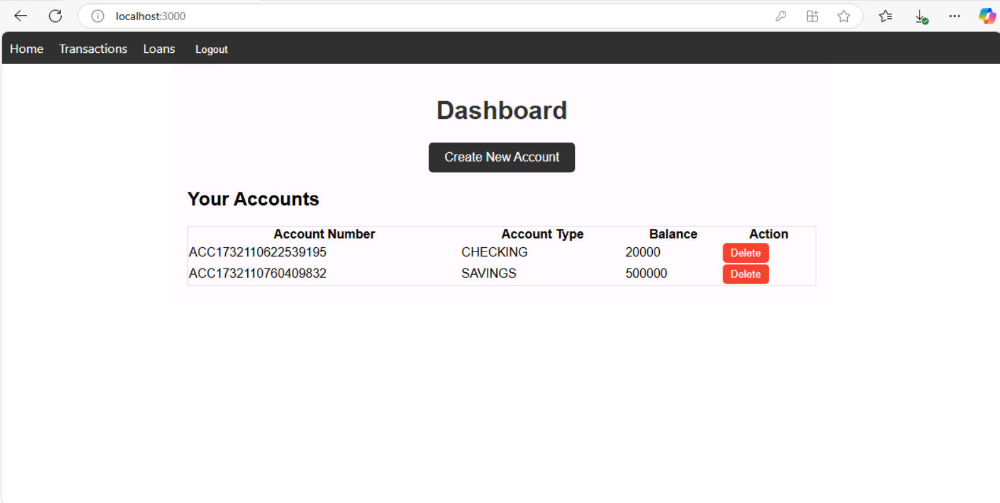 localhost:3000
Home Transactions Loans Logout
Dashboard
Create New Account
Your Accounts
Account Number Account Type Balance Action
ACC1732110622539195 CHECKING 20000 Delete
ACC1732110760409832 SAVINGS 500000 Delete